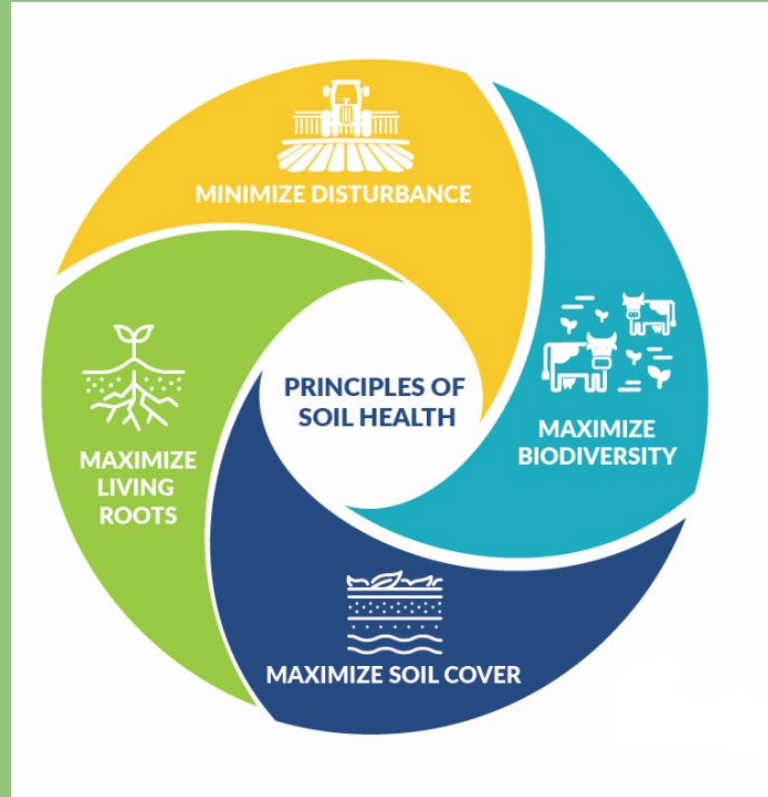 MINIMIZE DISTURBANCE
PRINCIPLES OF
SOIL HEALTH
MAXIMIZE
BIODIVERSITY
MAXIMIZE
LIVING
ROOTS
MAXIMIZE SOIL COVER